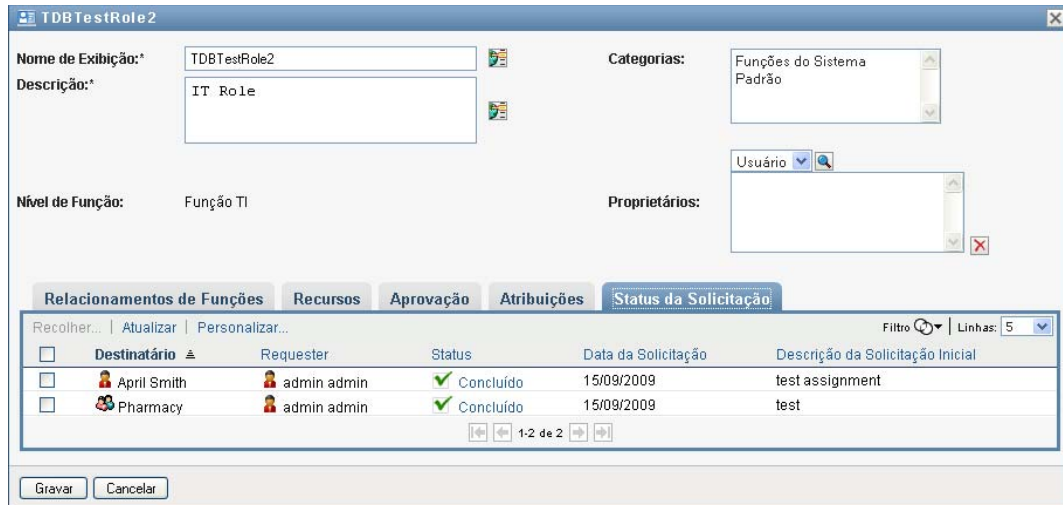 TDBTestRole2
Nome de Exibição:* TDBTestRole2 Categorias: Funções do Sistema
Padrão
Descrição:* IT Role
Usuário
Nível de Função: Função TI Proprietários:
Relacionamentos de Funções Recursos Aprovação Atribuições Status da Solicitação
Recolher... | Atualizar | Personalizar... Filtro | Linhas: 5
Destinatário Requester Status Data da Solicitação Descrição da Solicitação Inicial
April Smith admin admin Concluído 15/09/2009 test assignment
Pharmacy admin admin Concluído 15/09/2009 test
1-2 de 2
Gravar Cancelar